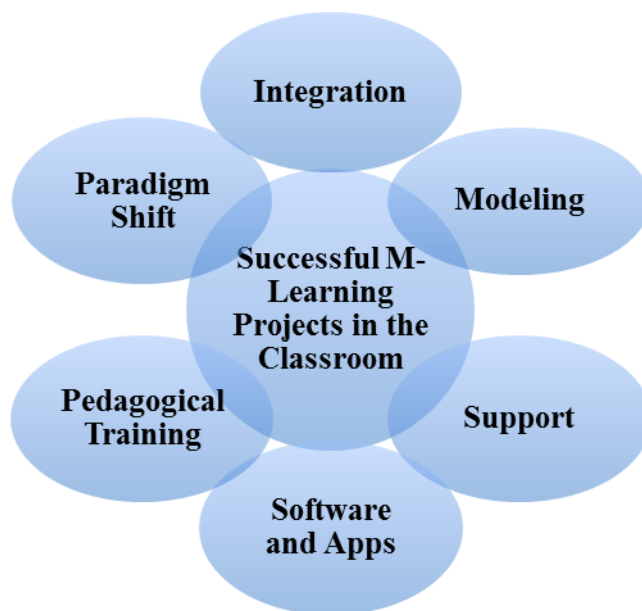 Integration
Paradigm
Shift
Modeling
Successful M-
Learning
Projects in the
Classroom
Pedagogical
Training
Support
Software
and Apps